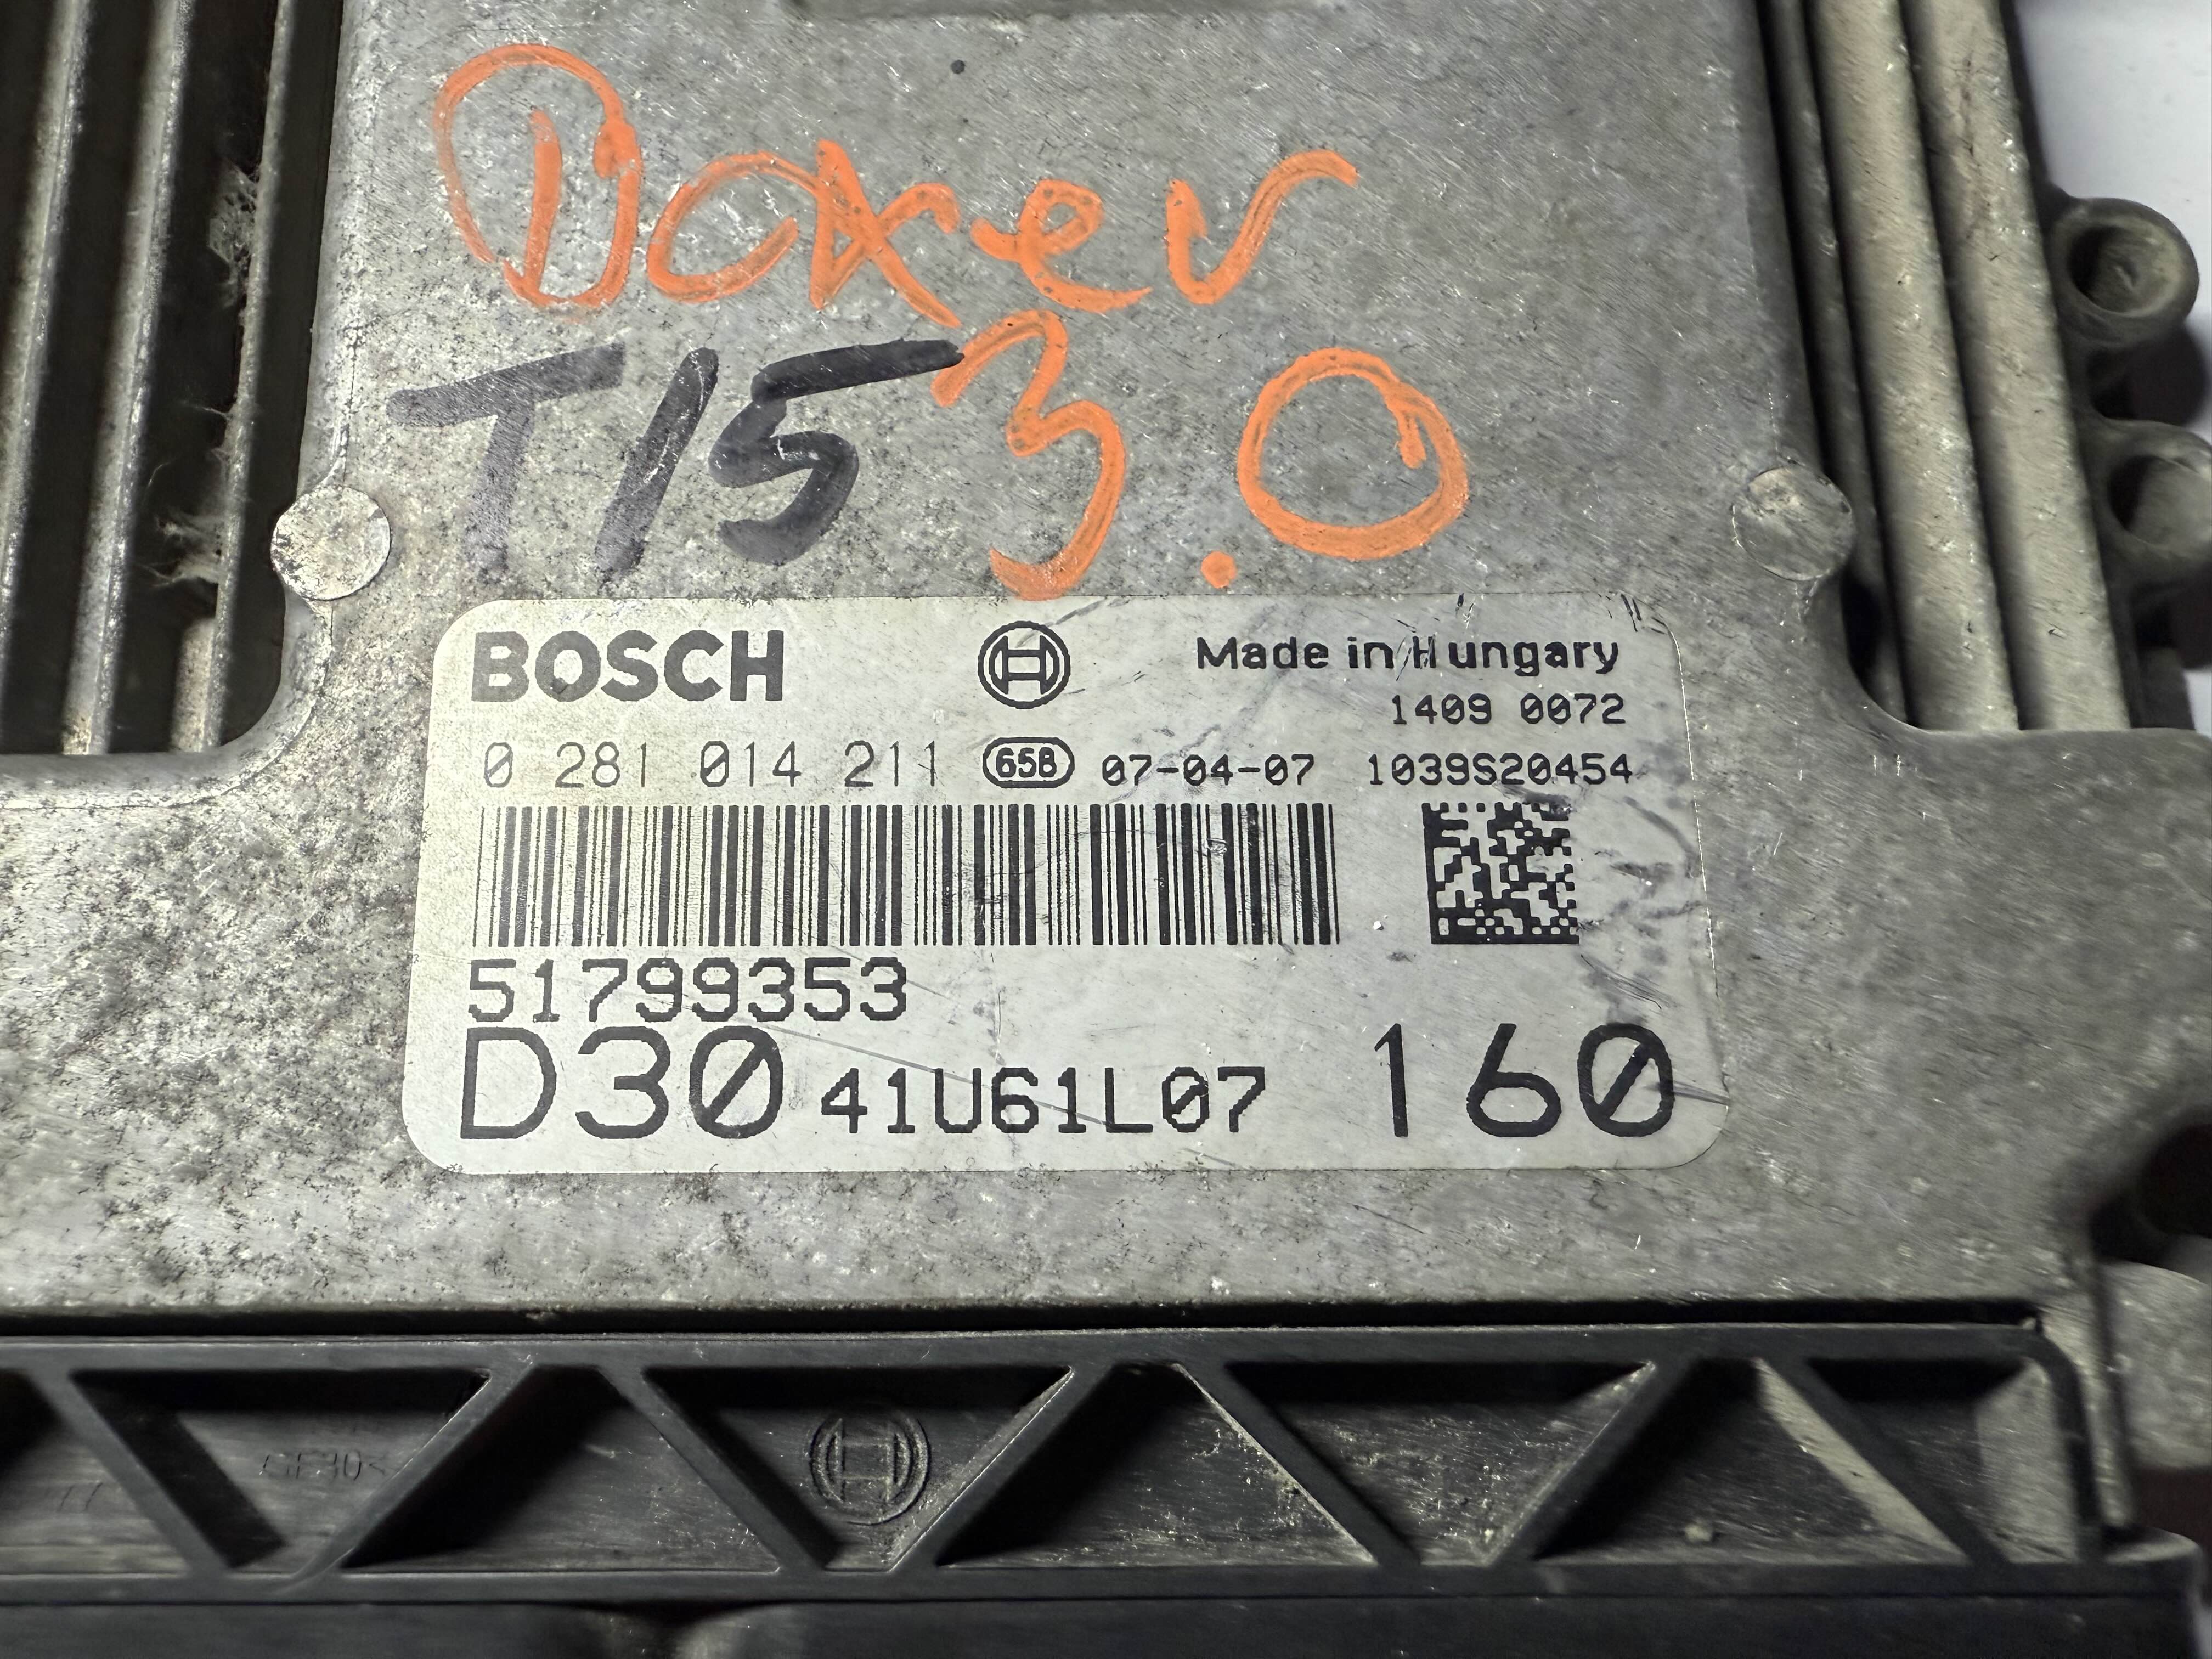 Boxer
T15 3.0
BOSCH Made in Hungary
1409 0072
0 281 014 211 65B 07-04-07 1039S20454
51799353
D30 41U61L07 160